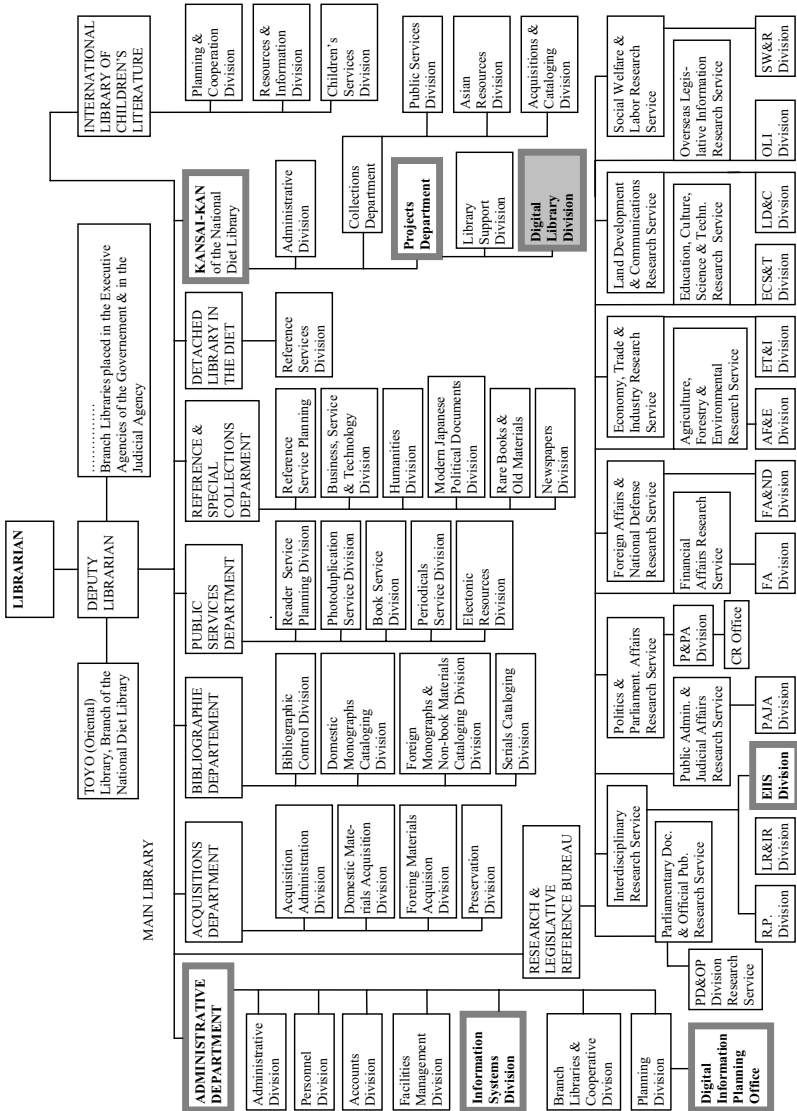 LIBRARIAN
TOYO (Oriental)
Library, Branch of the
National Diet Library
DEPUTY
LIBRARIAN
…………
Branch Libraries placed in the Executive
Agencies of the Governement & in the
Judicial Agency
INTERNATIONAL
LIBRARY OF
CHILDREN'S
LITERATURE
Planning &
Cooperation
Division
Resources &
Information
Division
Children's
Services
Division
MAIN LIBRARY
ADMINISTRATIVE
DEPARTMENT
Administrative
Division
Personnel
Division
Accounts
Division
Facilities
Management
Division
Information
Systems
Division
Branch
Libraries &
Cooperative
Divison
Planning
Division
Digital
Information
Planning
Office
ACQUISITIONS
DEPARTMENT
Acquisition
Administration
Division
Domestic Mate-
rials Acquisition
Division
Foreing Materials
Acquision
Division
Preservation
Division
BIBLIOGRAPHIE
DEPARTEMENT
Bibliographic
Control Division
Domestic
Monographs
Cataloging
Division
Foreign
Monographs &
Non-book Materials
Cataloging Division
Division
Serials Cataloging
Division
PUBLIC
SERVICES
DEPARTMENT
Reader Service
Planning Division
Photoduplication
Service Division
Book Service
Division
Periodicals
Service Division
Electonic
Resources
Division
REFERENCE &
SPECIAL
COLLECTIONS
DEPARMENT
Reference
Service Planning
Business, Service
& Technology
Division
Humanities
Division
Modern Japanese
Political Documents
Division
Rare Books &
Old Materials
Newspapers
Division
DETACHED
LIBRARY IN
THE DIET
Reference
Services
Division
KANSAI-KAN
of the National
Diet Library
Administrative
Division
Collections
Department
Public Services
Division
Asian
Resources
Division
Acquisitions &
Cataloging
Division
Projects
Department
Library
Support
Division
Digital
Library
Division
RESEARCH &
LEGISLATIVE
REFERENCE BUREAU
Interdisciplinary
Research Service
Parliamentary Doc.
& Official Pub.
Research Service
PD&OP
Division
Research
Service
R.P.
Division
LR&IR
Division
EIIS
Division
Politics &
Parliament. Affairs
Research Service
P&PA
Division
CR Office
Public Admin. &
Judicial Affairs
Research Service
PAJA
Division
Foreign Affairs &
National Defense
Research Service
Financial
Affairs Research
Service
FA
Division
FA&ND
Division
Economy, Trade &
Industry Research
Service
Agriculture,
Forestry &
Environmental
Research Service
AF&E
Division
ET&I
Division
Land Development
& Communications
Research Service
Education, Culture,
Science & Techn.
Research Service
ECS&T
Division
LD&C
Division
Social Welfare &
Labor Research
Service
Overseas Legis-
lative Information
Research Service
OLI
Division
SW&R
Division